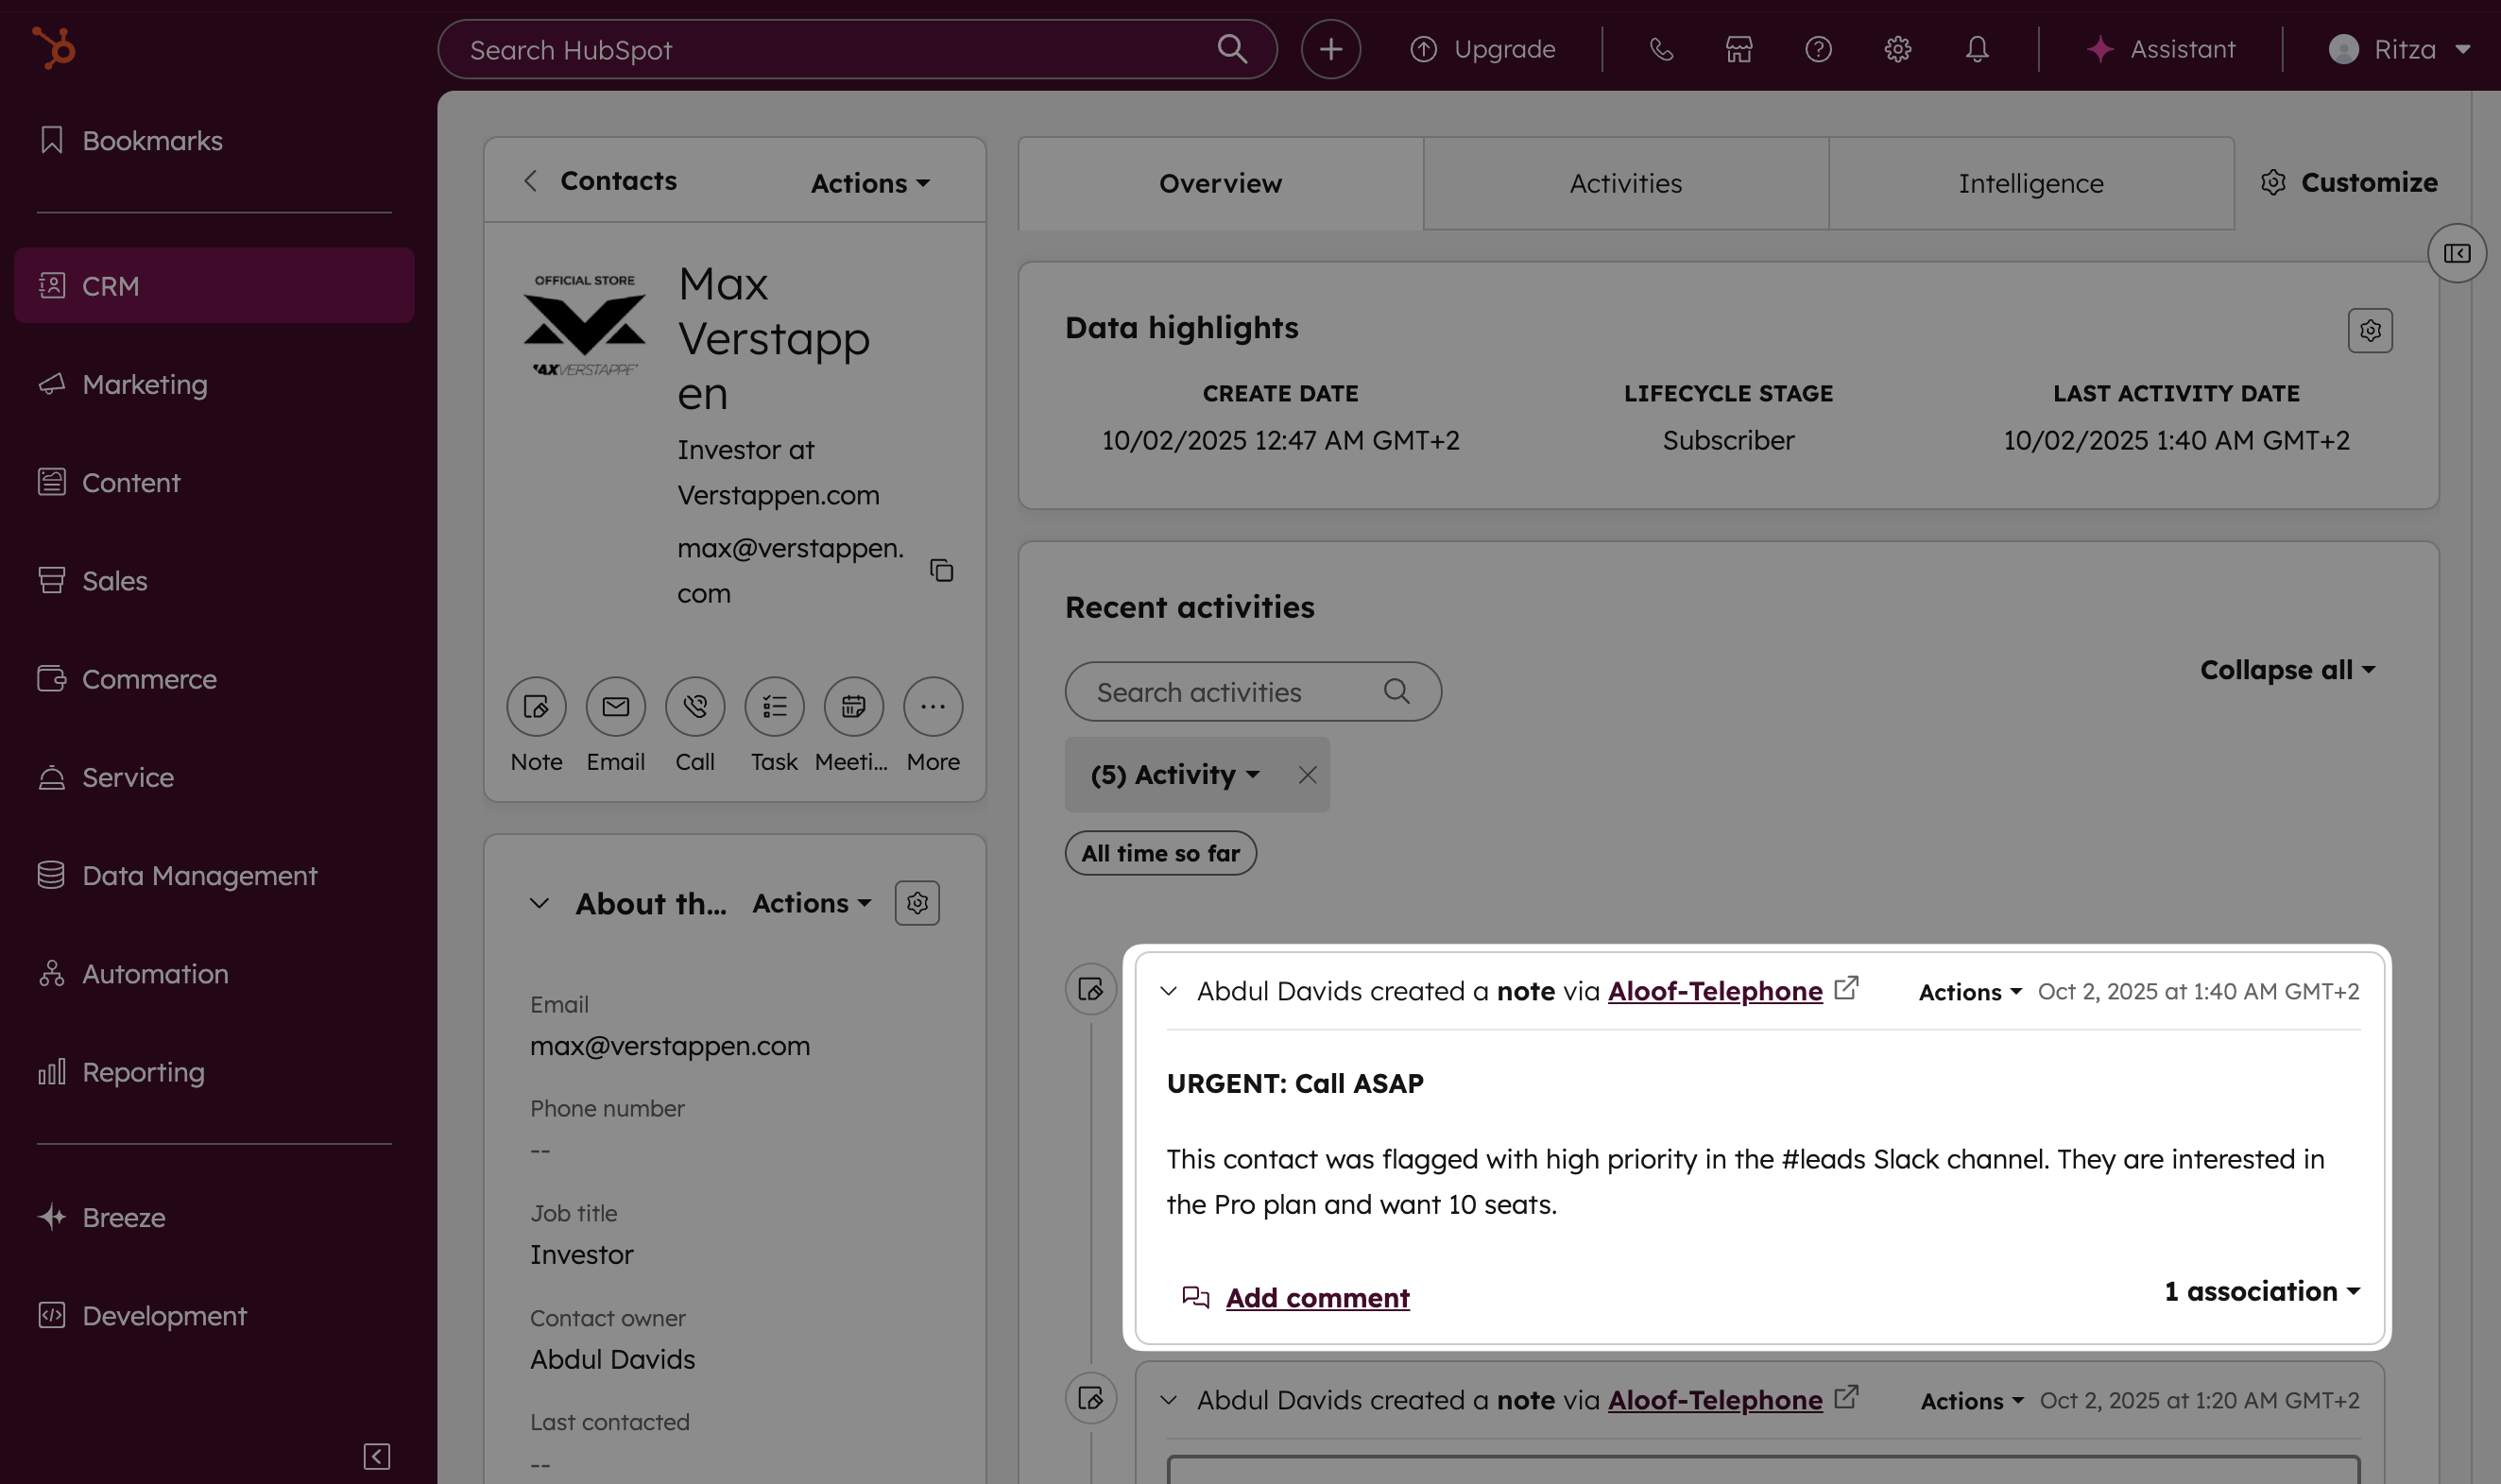 Search HubSpot
Upgrade
Assistant
Ritza
Bookmarks
CRM
Marketing
Content
Sales
Commerce
Service
Data Management
Automation
Reporting
Breeze
Development
Contacts
Actions
OFFICIAL STORE
Max
Verstapp
en
Investor at
Verstappen.com
max@verstappen.
com
Note
Email
Call
Task
Meeti...
More
About th...
Actions
Email
max@verstappen.com
Phone number
--
Job title
Investor
Contact owner
Abdul Davids
Last contacted
--
Overview
Activities
Intelligence
Customize
Data highlights
CREATE DATE
10/02/2025 12:47 AM GMT+2
LIFECYCLE STAGE
Subscriber
LAST ACTIVITY DATE
10/02/2025 1:40 AM GMT+2
Recent activities
Search activities
Collapse all
(5) Activity
All time so far
Abdul Davids created a note via Aloof-Telephone
Actions
Oct 2, 2025 at 1:40 AM GMT+2
URGENT: Call ASAP
This contact was flagged with high priority in the #leads Slack channel. They are interested in
the Pro plan and want 10 seats.
Add comment
1 association
Abdul Davids created a note via Aloof-Telephone
Actions
Oct 2, 2025 at 1:20 AM GMT+2